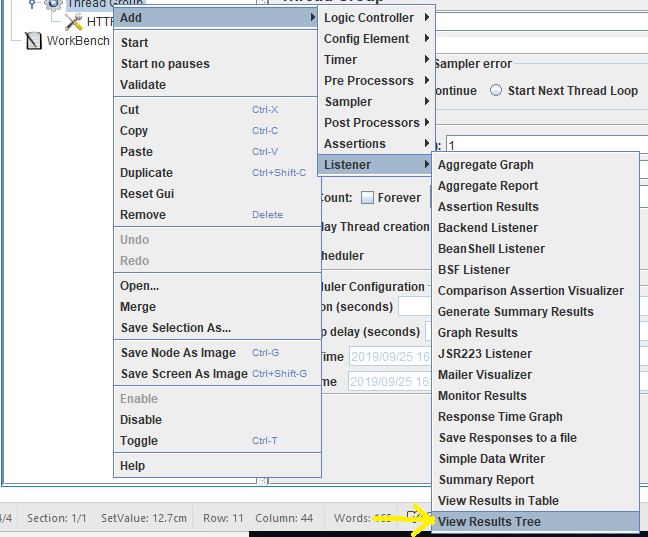 Thread Group
Thread Group
HTTP
WorkBench
Add
Start
Start no pauses
Validate
Cut Ctrl-X
Copy Ctrl-C
Paste Ctrl-V
Duplicate Ctrl+Shift-C
Reset Gui
Remove Delete
Undo
Redo
Open...
Merge
Save Selection As...
Save Node As Image Ctrl-G
Save Screen As Image Ctrl+Shift-G
Enable
Disable
Toggle Ctrl-T
Help
Logic Controller
Config Element
Timer
Pre Processors
Sampler
Post Processors
Assertions
Listener
Sampler error
ontinue Start Next Thread Loop
): 1
Count: Forever
lay Thread creation
heduler
duler Configuration
on (seconds)
p delay (seconds)
Time 2019/09/25 16
me 2019/09/25 16
Aggregate Graph
Aggregate Report
Assertion Results
Backend Listener
BeanShell Listener
BSF Listener
Comparison Assertion Visualizer
Generate Summary Results
Graph Results
JSR223 Listener
Mailer Visualizer
Monitor Results
Response Time Graph
Save Responses to a file
Simple Data Writer
Summary Report
View Results in Table
View Results Tree
4/4 Section: 1/1 SetValue: 12.7cm Row: 11 Column: 44 Words: 165